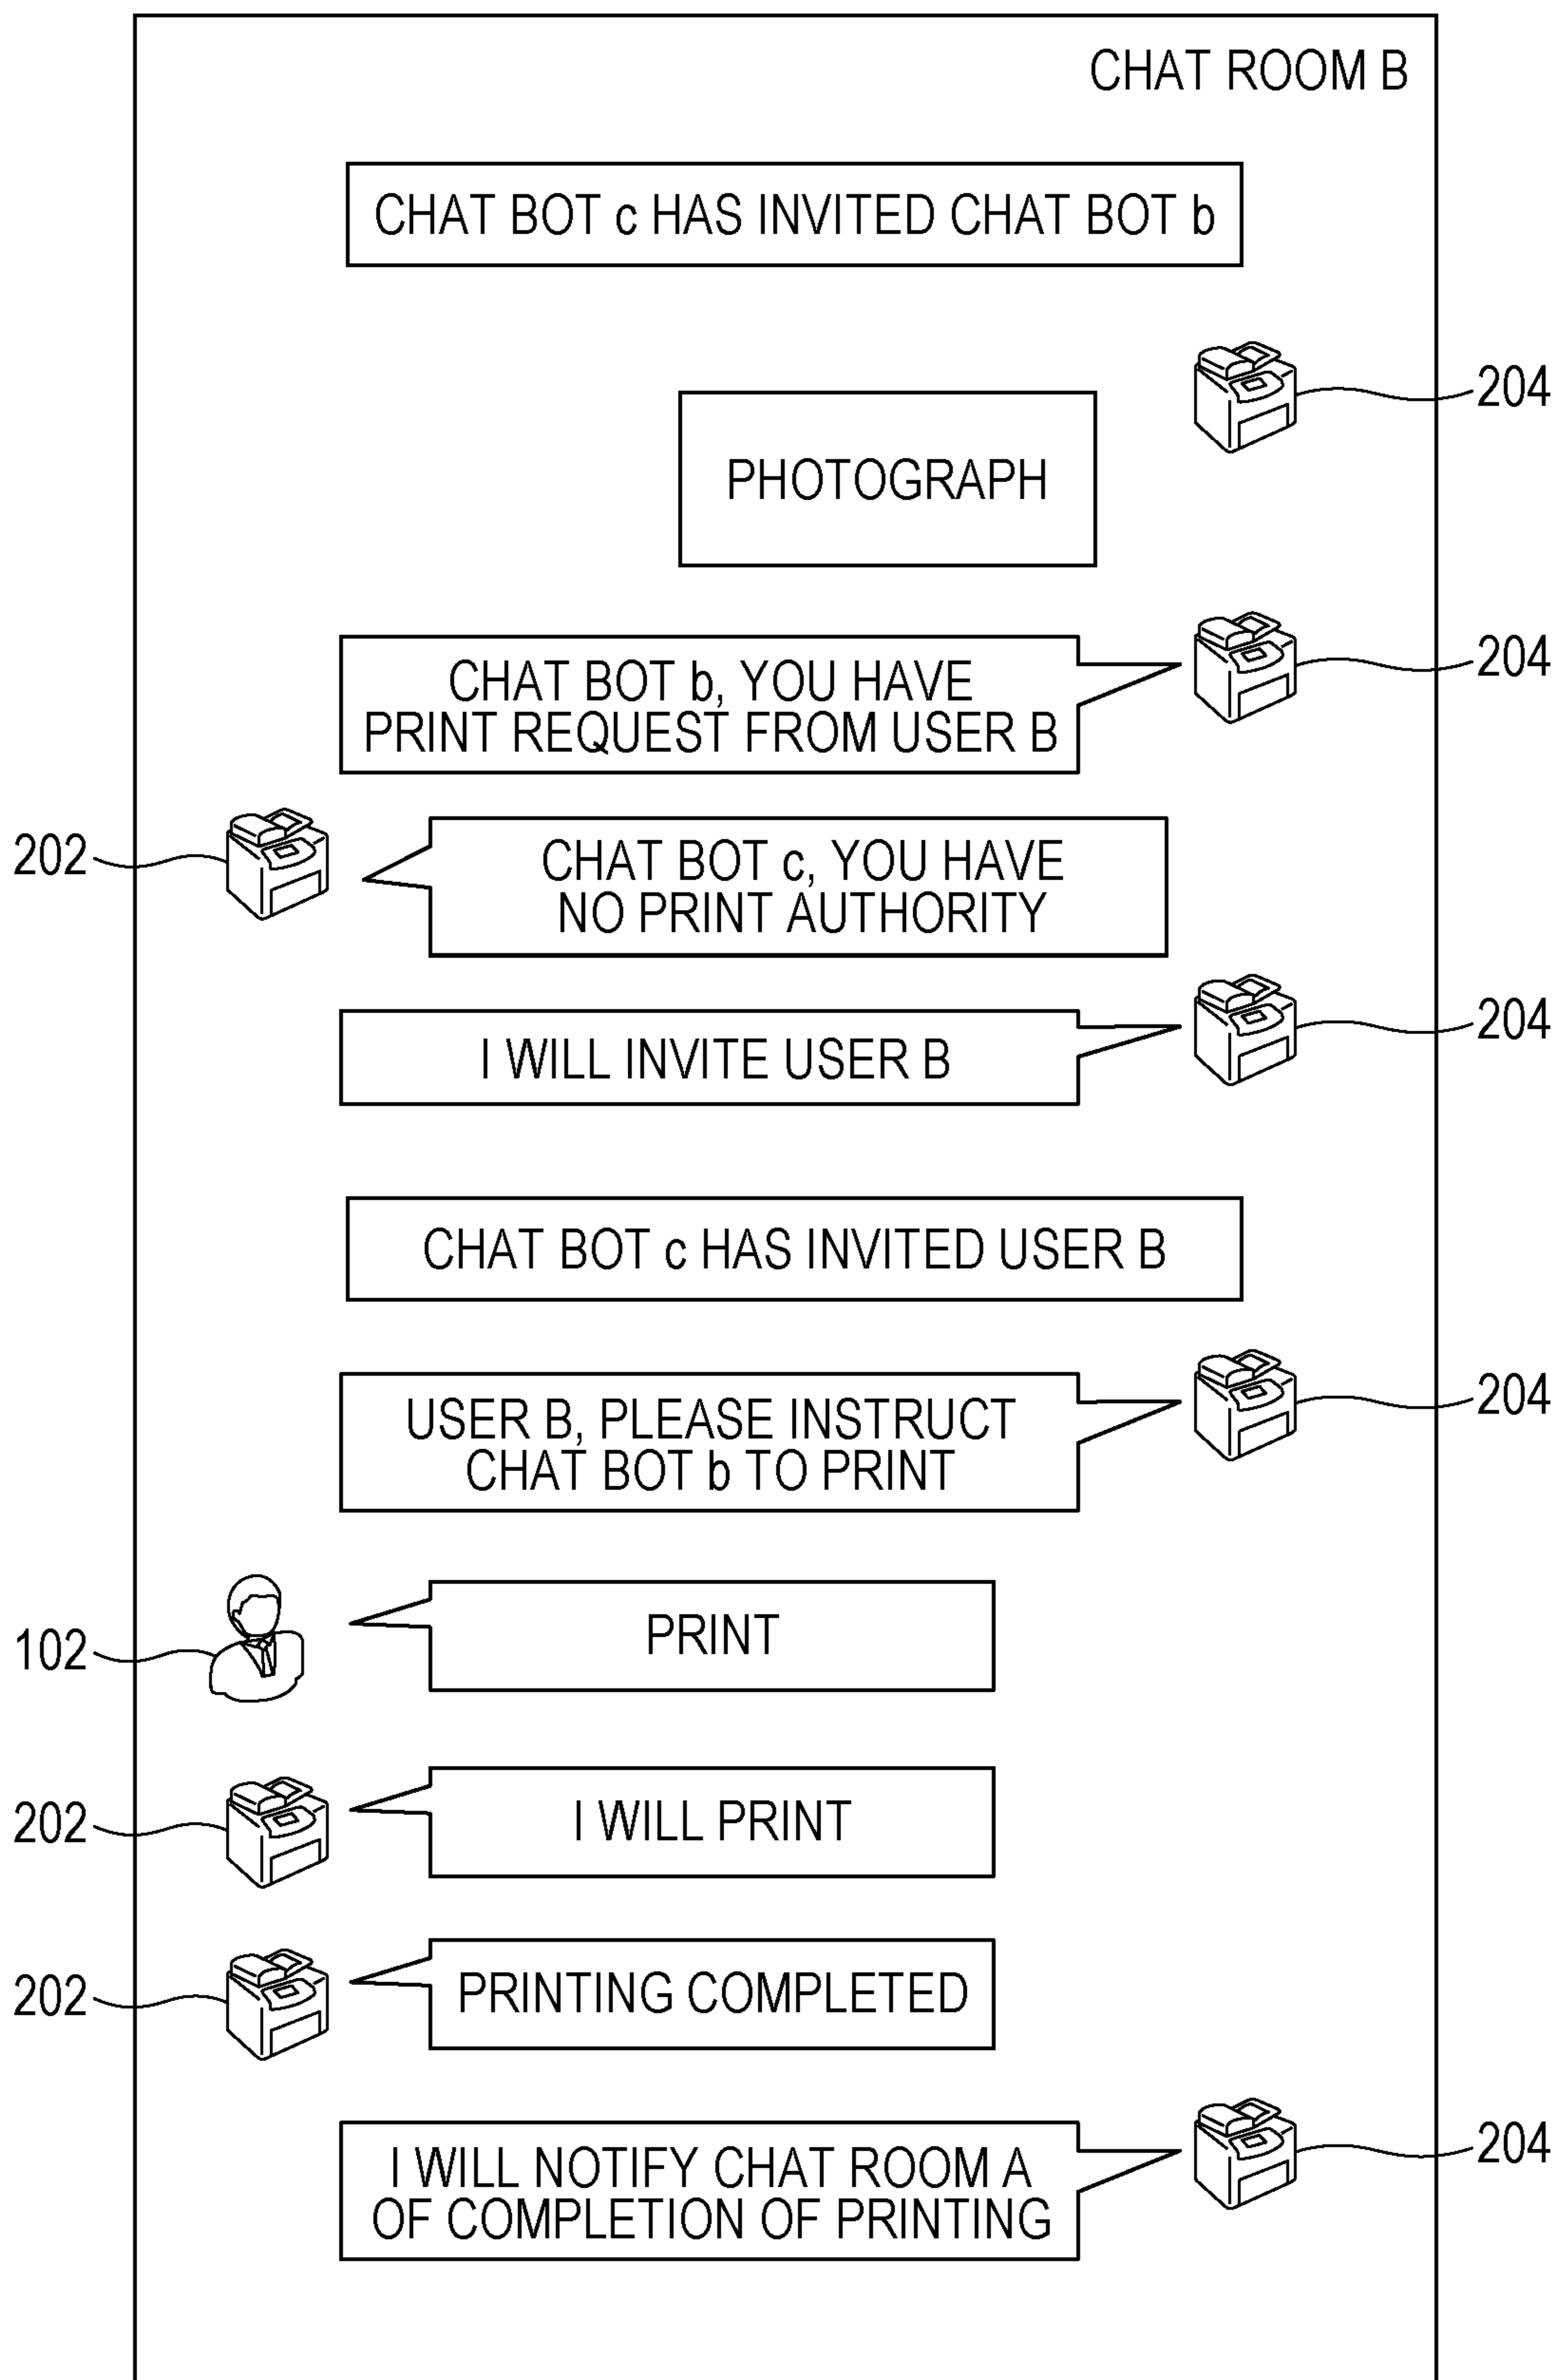 CHAT ROOM B
CHAT BOT c HAS INVITED CHAT BOT b
204
PHOTOGRAPH
CHAT BOT b, YOU HAVE
PRINT REQUEST FROM USER B
204
202
CHAT BOT c, YOU HAVE
NO PRINT AUTHORITY
I WILL INVITE USER B
204
CHAT BOT c HAS INVITED USER B
USER B, PLEASE INSTRUCT
CHAT BOT b TO PRINT
204
102
PRINT
202
I WILL PRINT
202
PRINTING COMPLETED
I WILL NOTIFY CHAT ROOM A
OF COMPLETION OF PRINTING
204